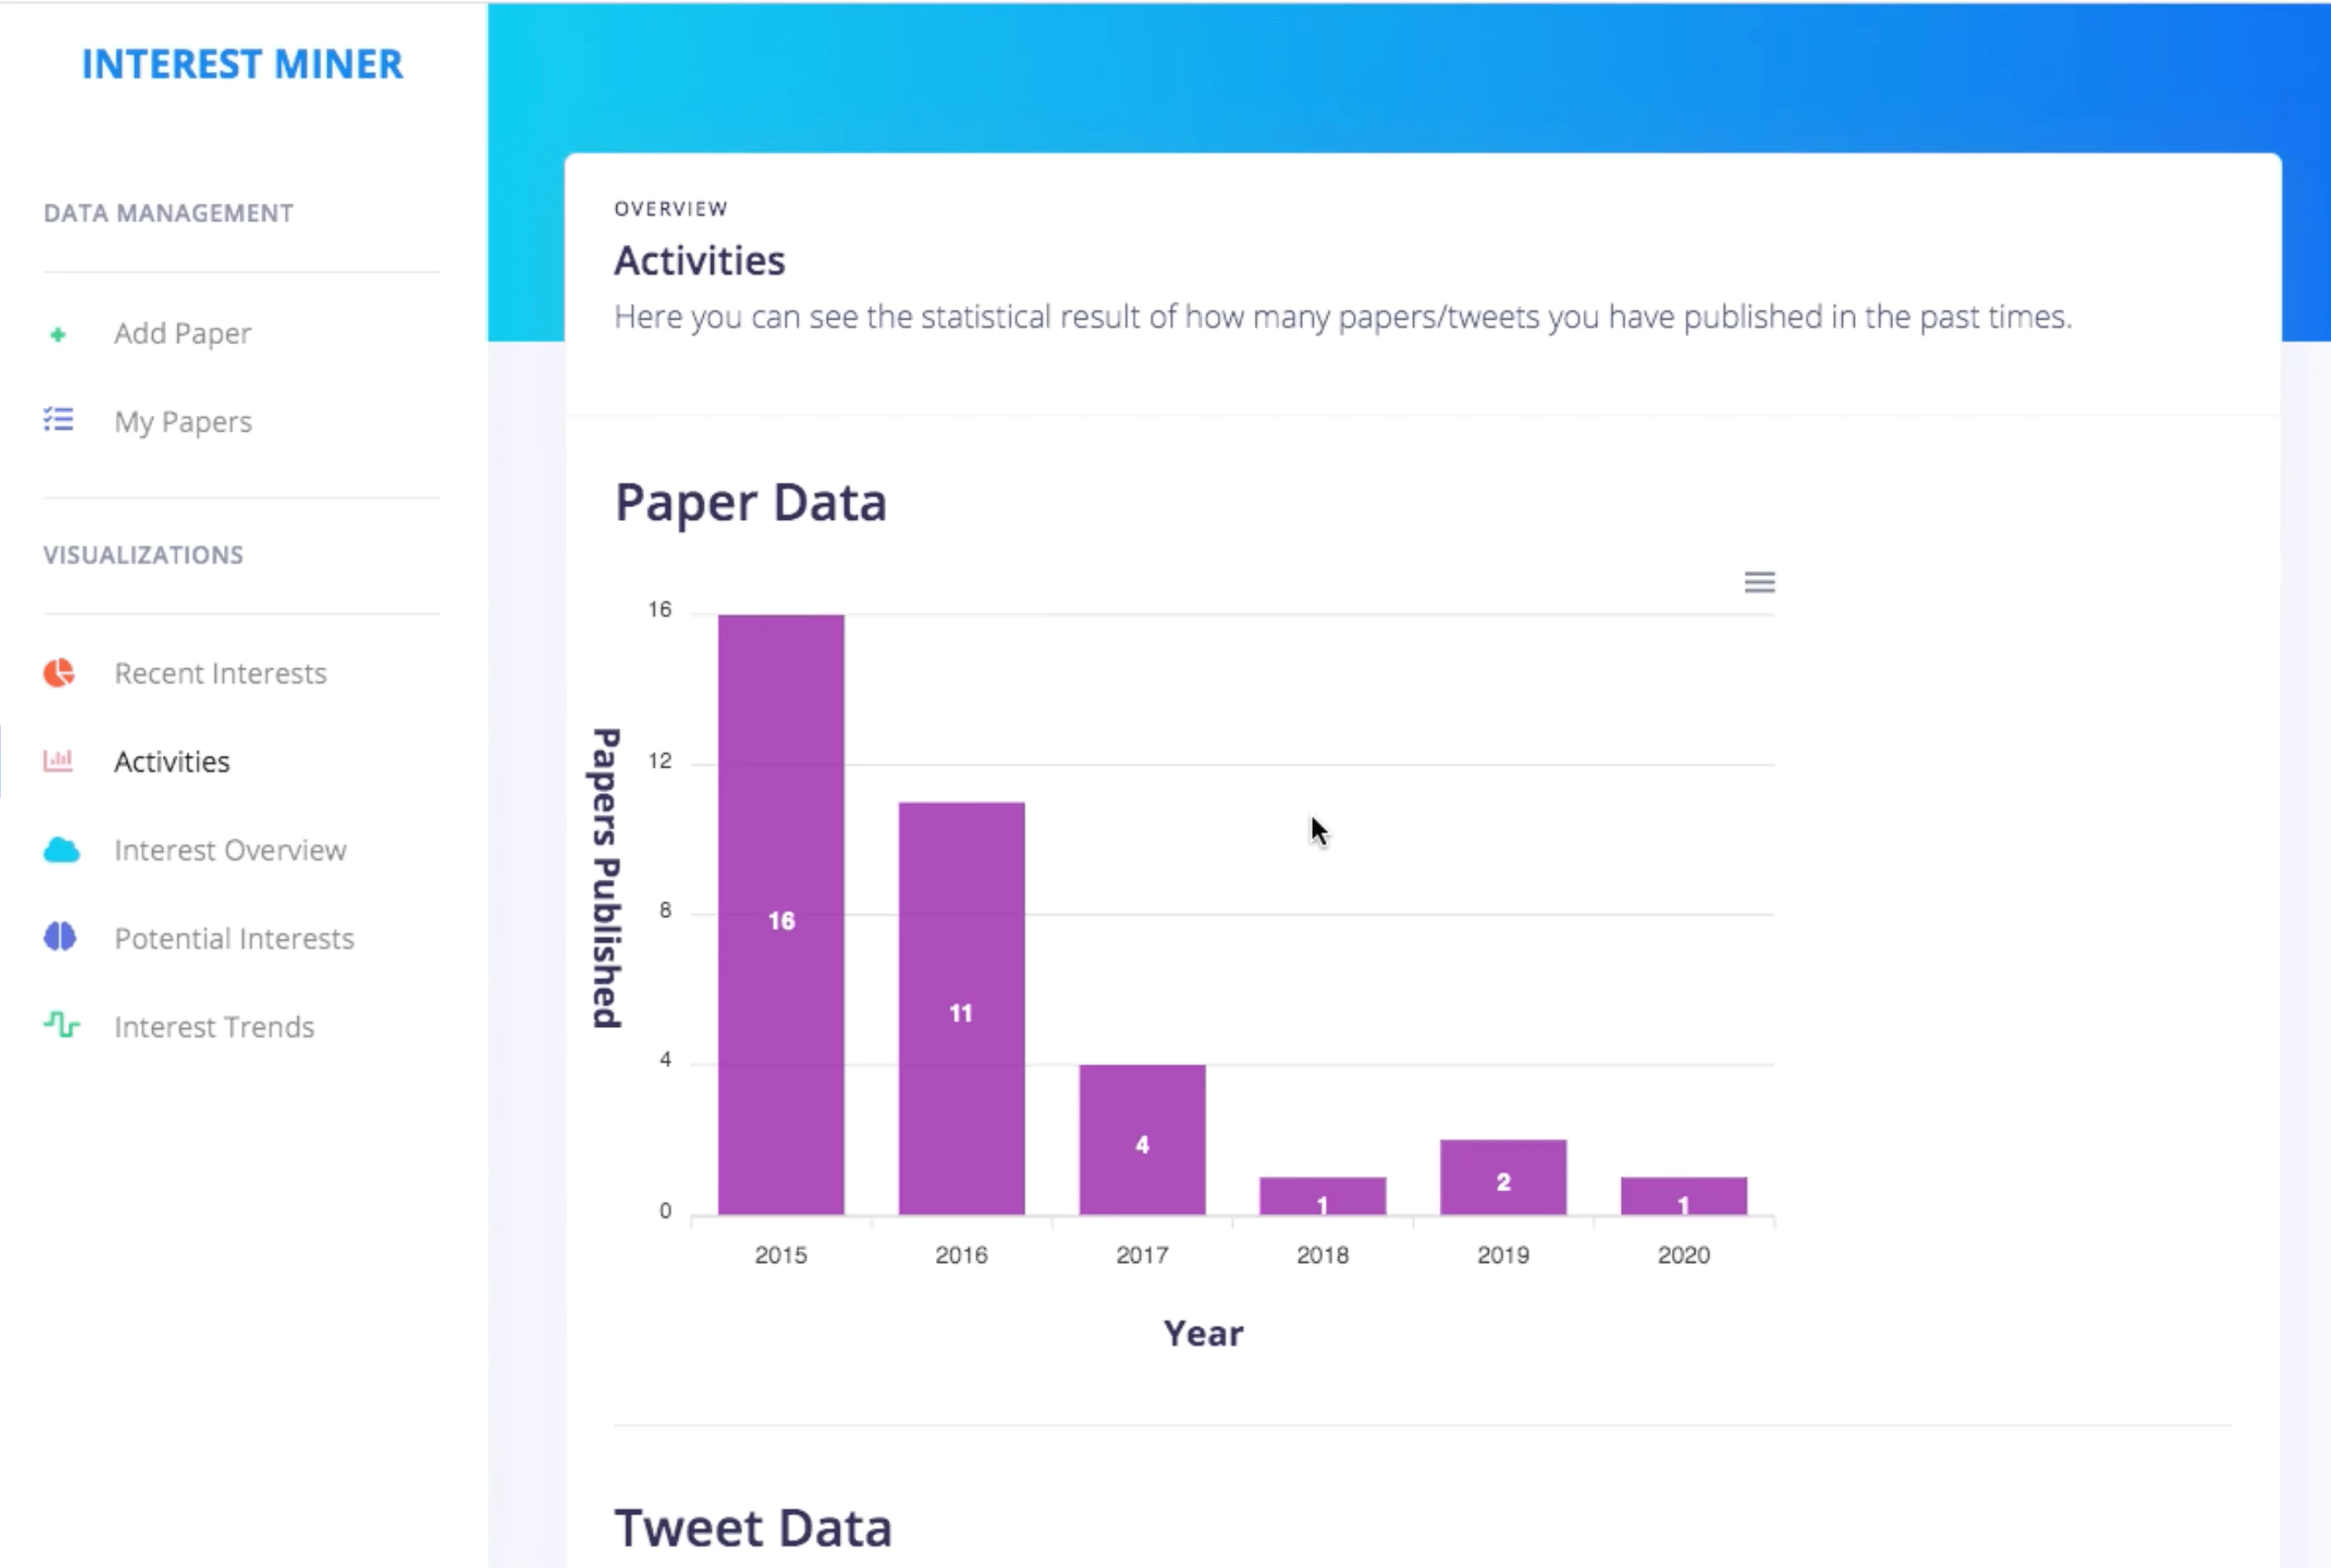 INTEREST MINER
DATA MANAGEMENT
Add Paper
My Papers
VISUALIZATIONS
Recent Interests
Activities
Interest Overview
Potential Interests
Interest Trends
OVERVIEW
Activities
Here you can see the statistical result of how many papers/tweets you have published in the past times.
Paper Data
Papers Published
16
12
8
4
0
16
11
4
1
2
1
2015 2016 2017 2018 2019 2020
Year
Tweet Data